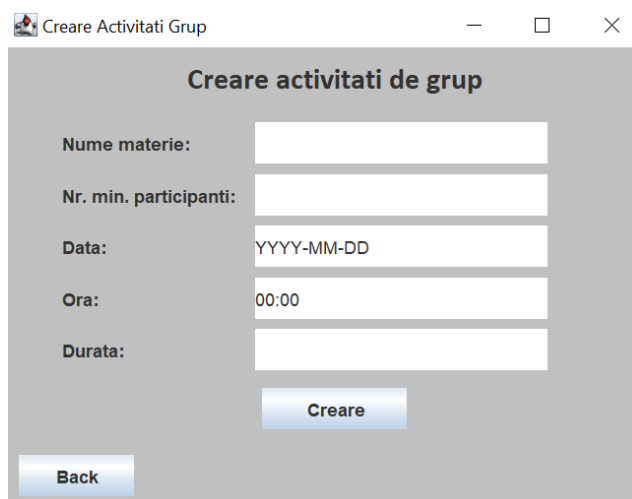 Creare Activitati Grup
Creare activitati de grup
Nume materie:
Nr. min. participanti:
Data: YYYY-MM-DD
Ora: 00:00
Durata:
Creare
Back